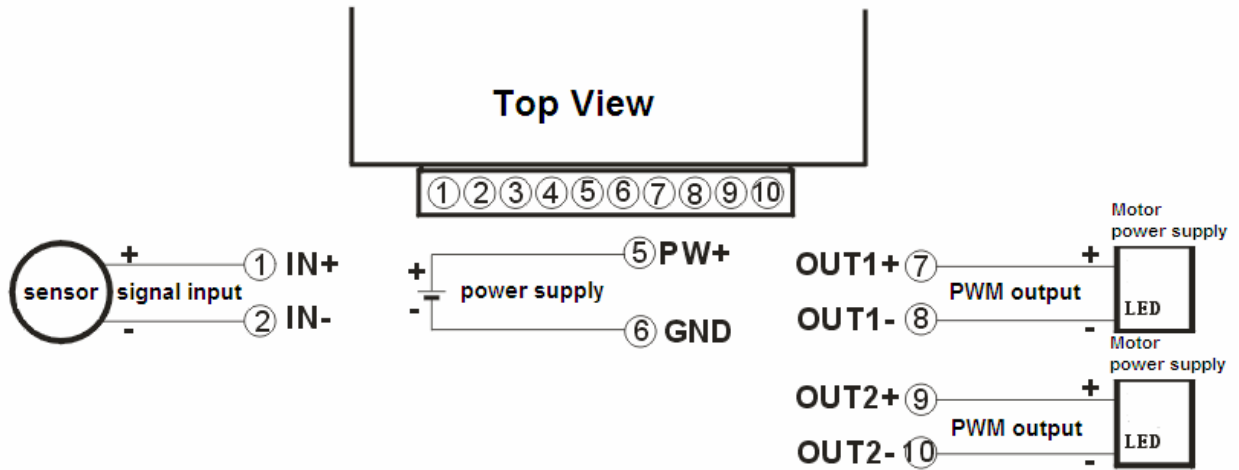 Top View
① ② ③ ④ ⑤ ⑥ ⑦ ⑧ ⑨ ⑩
sensor
+
signal input
-
① IN+
② IN-
+
-
power supply
⑤ PW+
⑥ GND
OUT1+ ⑦
PWM output
OUT1- ⑧
Motor
power supply
+
LED
-
OUT2+ ⑨
PWM output
OUT2- ⑩
Motor
power supply
+
LED
-